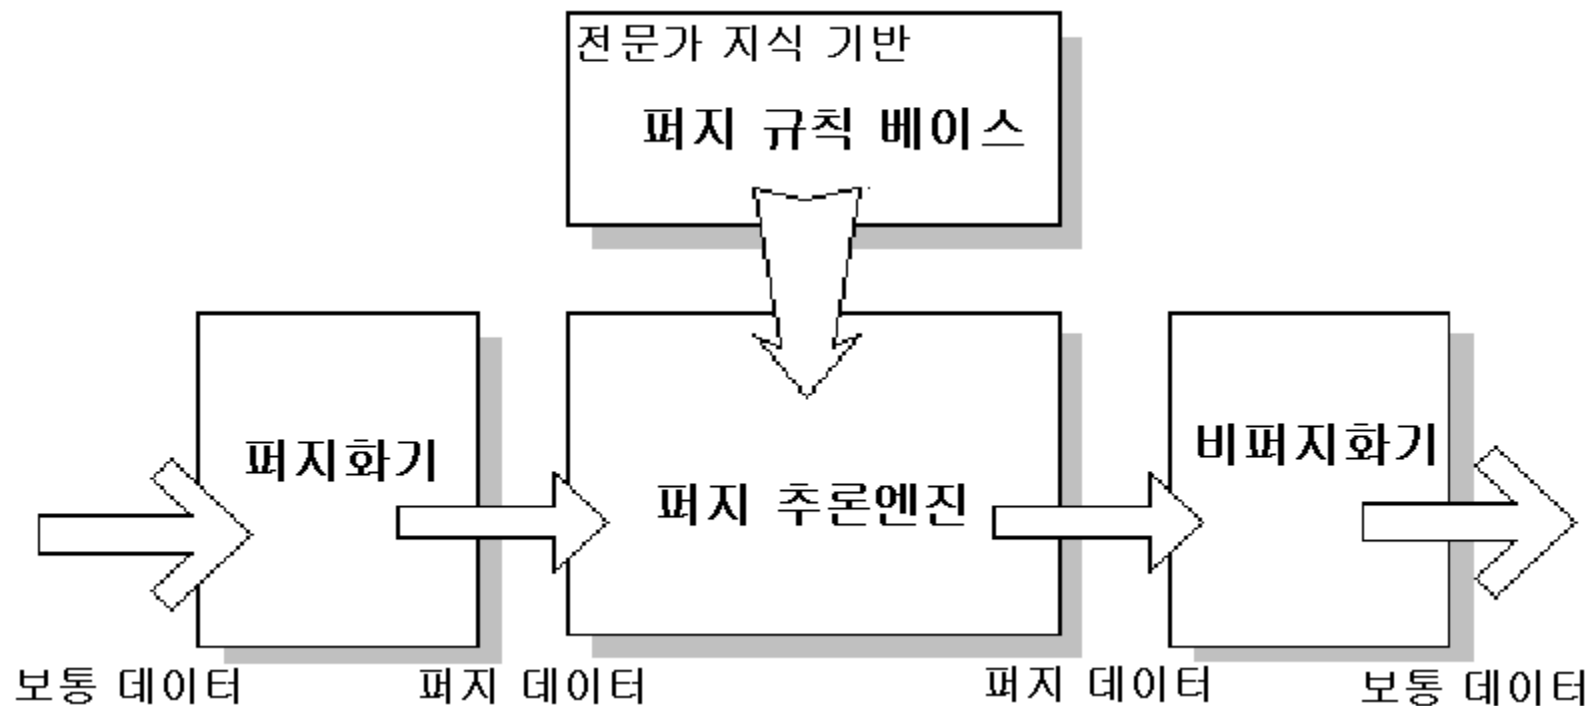 전문가 지식 기반
퍼지 규칙 베이스
퍼지화기
퍼지 추론엔진
비퍼지화기
보통 데이터
퍼지 데이터
퍼지 데이터
보통 데이터